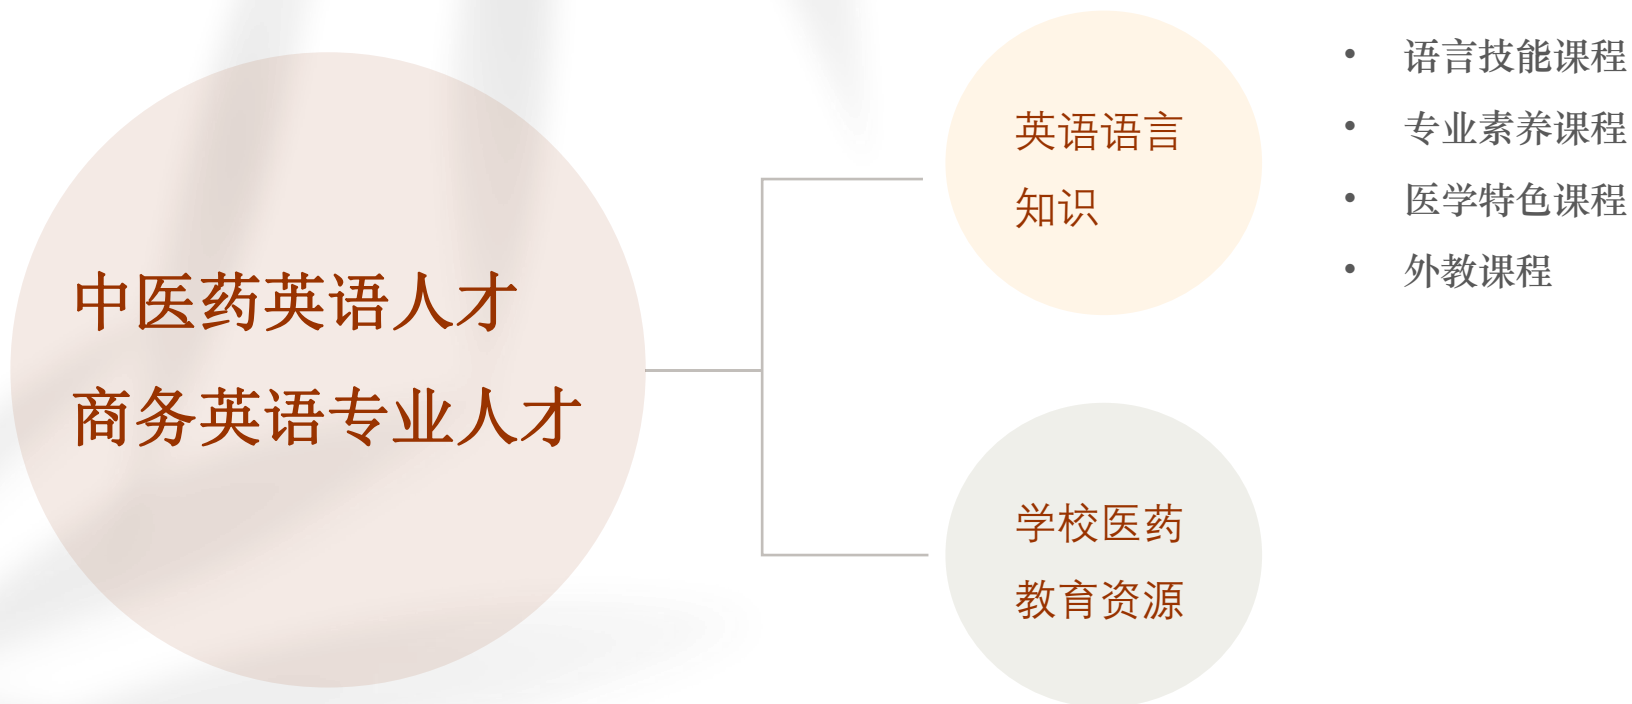 中医药英语人才
商务英语专业人才
英语语言
知识
• 语言技能课程
• 专业素养课程
• 医学特色课程
• 外教课程
学校医药
教育资源